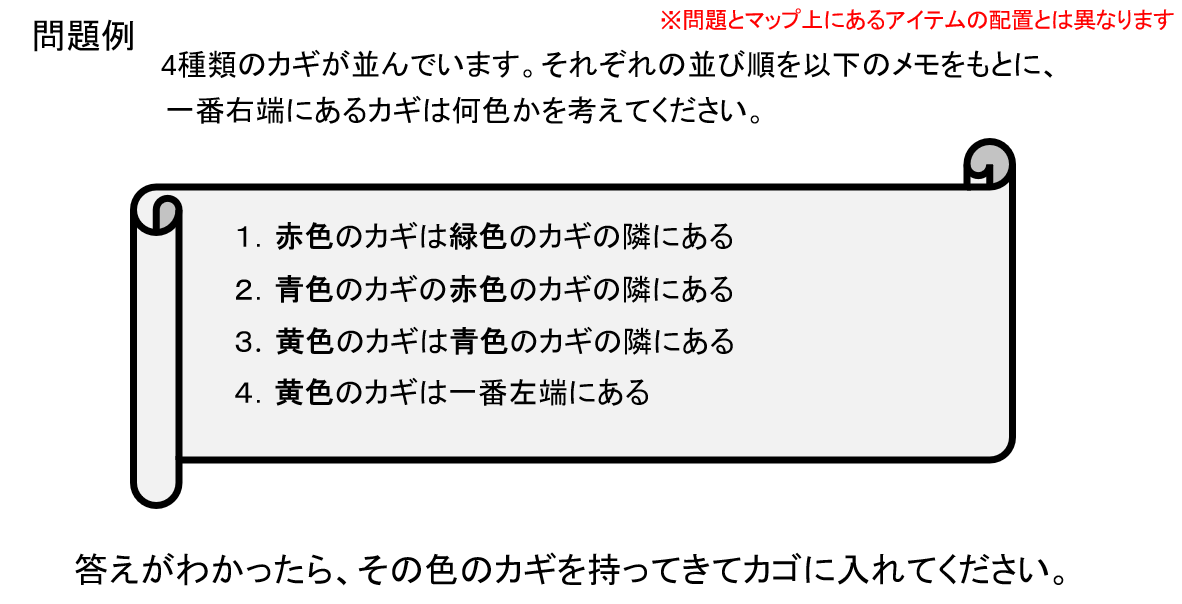 問題例
※問題とマップ上にあるアイテムの配置とは異なります
4種類のカギが並んでいます。それぞれの並び順を以下のメモをもとに、
一番右端にあるカギは何色かを考えてください。
１．赤色のカギは緑色のカギの隣にある
２．青色のカギの赤色のカギの隣にある
３．黄色のカギは青色のカギの隣にある
４．黄色のカギは一番左端にある
答えがわかったら、その色のカギを持ってきてカゴに入れてください。